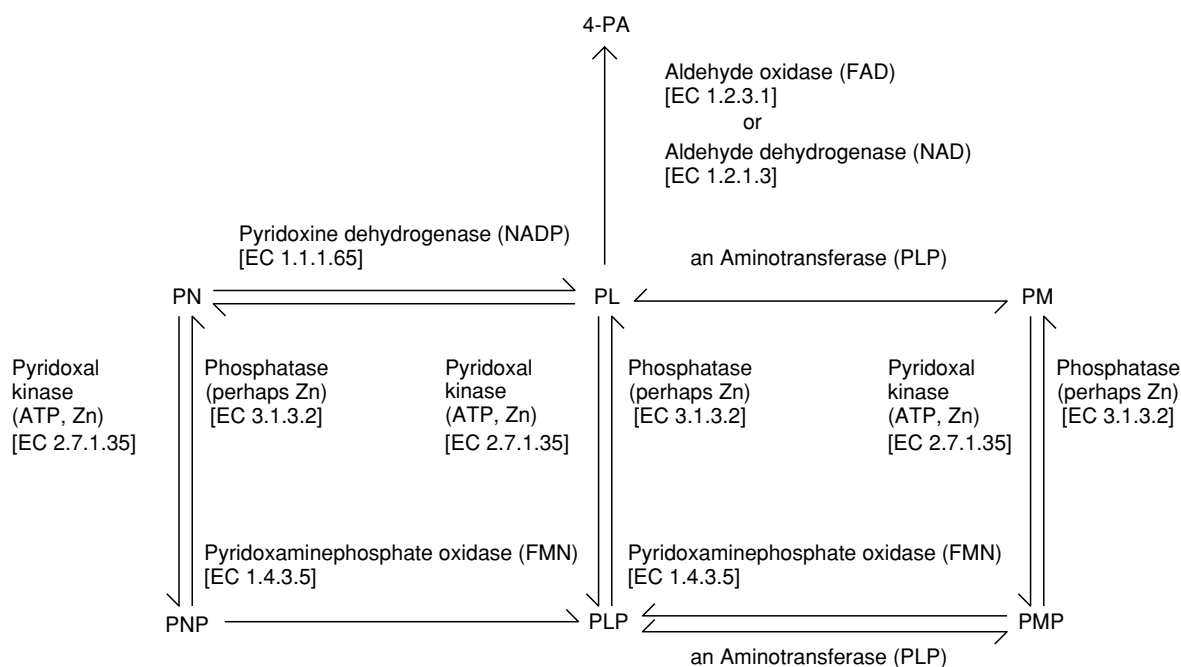 4-PA
Aldehyde oxidase (FAD)
[EC 1.2.3.1]
or
Aldehyde dehydrogenase (NAD)
[EC 1.2.1.3]
Pyridoxine dehydrogenase (NADP)
[EC 1.1.1.65]
an Aminotransferase (PLP)
PN
PL
PM
Pyridoxal
kinase
(ATP, Zn)
[EC 2.7.1.35]
Phosphatase
(perhaps Zn)
[EC 3.1.3.2]
Pyridoxal
kinase
(ATP, Zn)
[EC 2.7.1.35]
Phosphatase
(perhaps Zn)
[EC 3.1.3.2]
Pyridoxal
kinase
(ATP, Zn)
[EC 2.7.1.35]
Phosphatase
(perhaps Zn)
[EC 3.1.3.2]
Pyridoxaminephosphate oxidase (FMN)
[EC 1.4.3.5]
Pyridoxaminephosphate oxidase (FMN)
[EC 1.4.3.5]
PNP
PLP
PMP
an Aminotransferase (PLP)